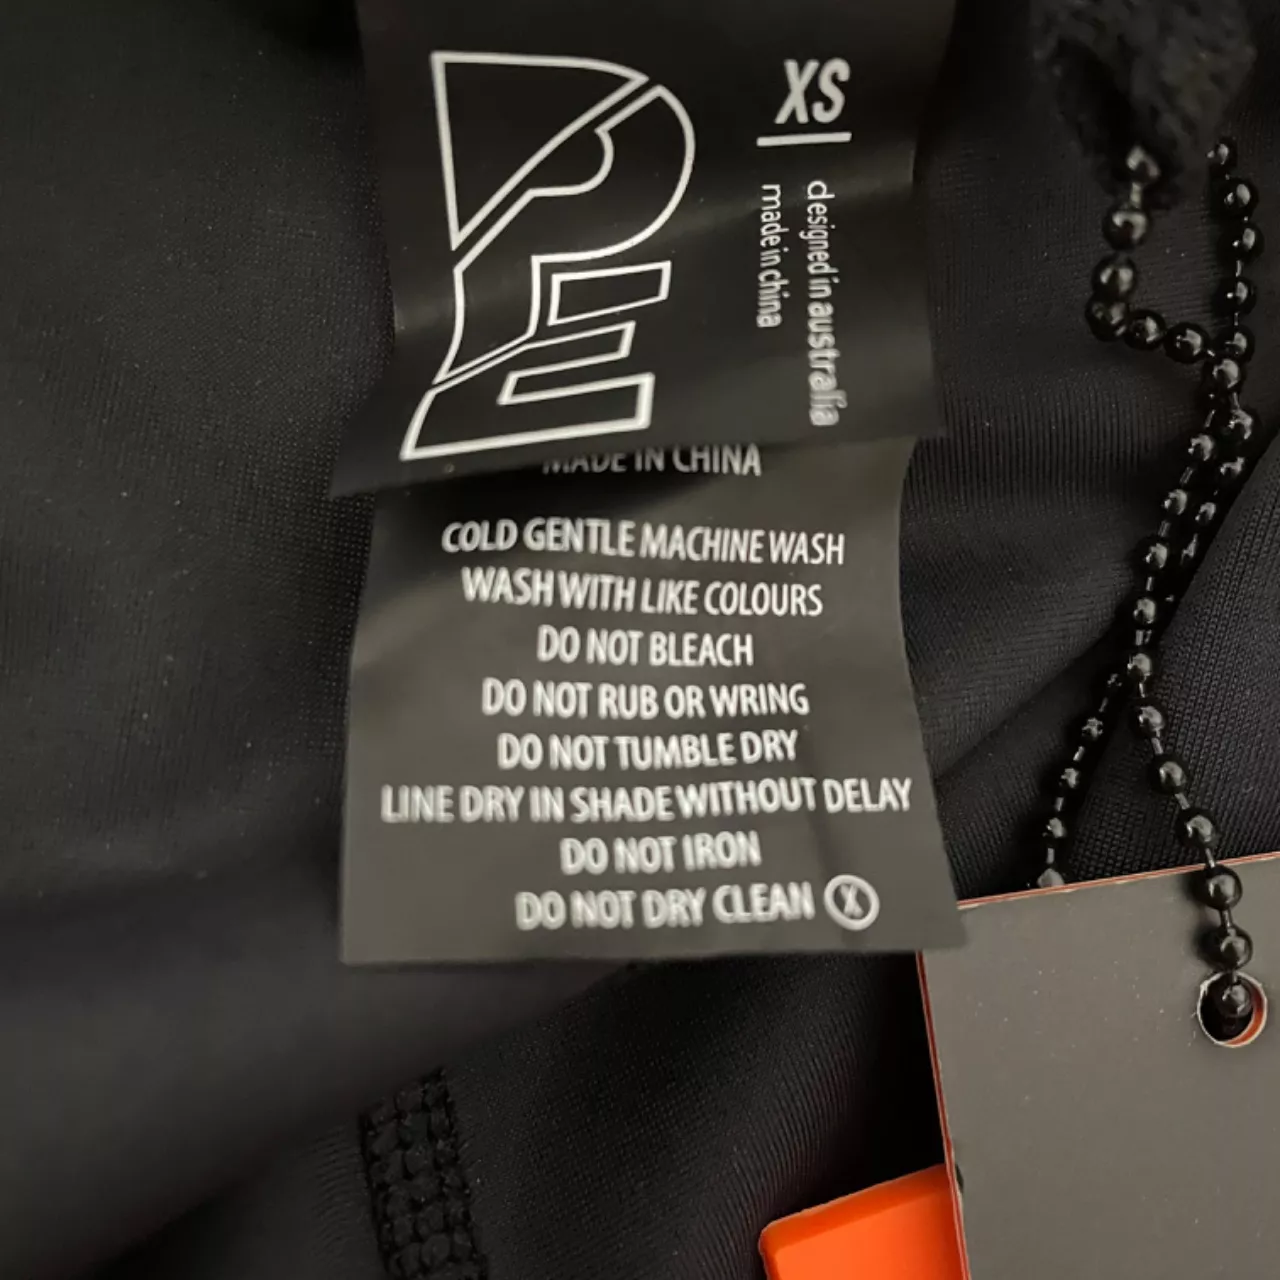 PE
XS
designed in australia
made in china
MADE IN CHINA
COLD GENTLE MACHINE WASH
WASH WITH LIKE COLOURS
DO NOT BLEACH
DO NOT RUB OR WRING
DO NOT TUMBLE DRY
LINE DRY IN SHADE WITHOUT DELAY
DO NOT IRON
DO NOT DRY CLEAN Ⓧ